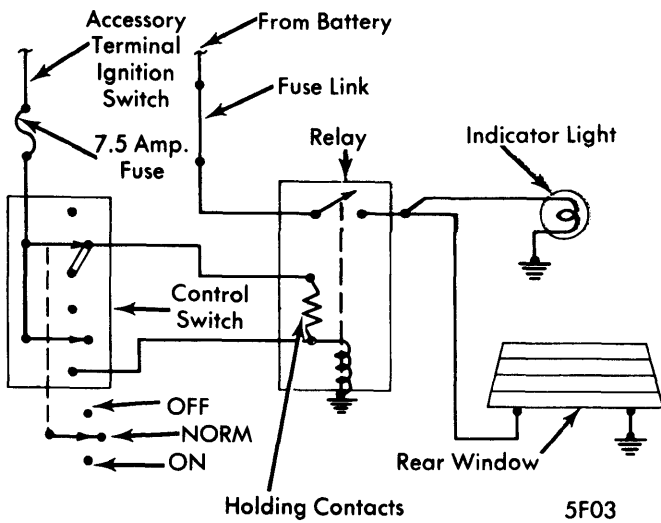 Accessory
Terminal
Ignition
Switch
From Battery
Fuse Link
7.5 Amp.
Fuse
Relay
Indicator Light
Control
Switch
OFF
NORM
ON
Rear Window
Holding Contacts
5F03